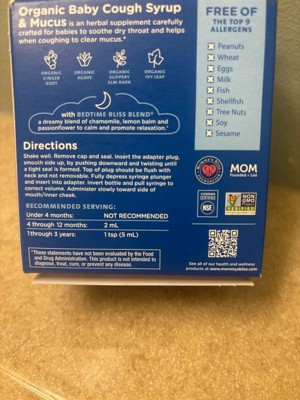 Organic Baby Cough Syrup
& Mucus is an herbal supplement carefully
crafted for babies to soothe dry throat and helps
when coughing to clear mucus.*
ORGANIC GINGER ROOT
ORGANIC AGAVE
ORGANIC SLIPPERY ELM BARK
ORGANIC IVY LEAF
with BEDTIME BLISS BLEND®
a dreamy blend of chamomile, lemon balm and
passionflower to calm and promote relaxation.*
Directions
Shake well. Remove cap and seal. Insert the adapter plug,
smooth side up, by pushing downward and twisting until
a tight seal is formed. Top of plug should be flush with
neck and not removable. Fully depress syringe plunger
and insert into adapter. Invert bottle and pull syringe to
correct volume. Administer slowly toward side of
mouth/inner cheek.
RECOMMENDED SERVING:
Under 4 months: NOT RECOMMENDED
4 through 12 months: 2 mL
1 through 3 years: 1 tsp (5 mL)
*These statements have not been evaluated by the Food
and Drug Administration. This product is not intended to
diagnose, treat, cure, or prevent any disease.
FREE OF
THE TOP 9
ALLERGENS
Peanuts
Wheat
Eggs
Milk
Fish
Shellfish
Tree Nuts
Soy
Sesame
MOM
Founded + Led
NSF
NON
GMO
See all of our health and wellness
products at www.mommysbliss.com